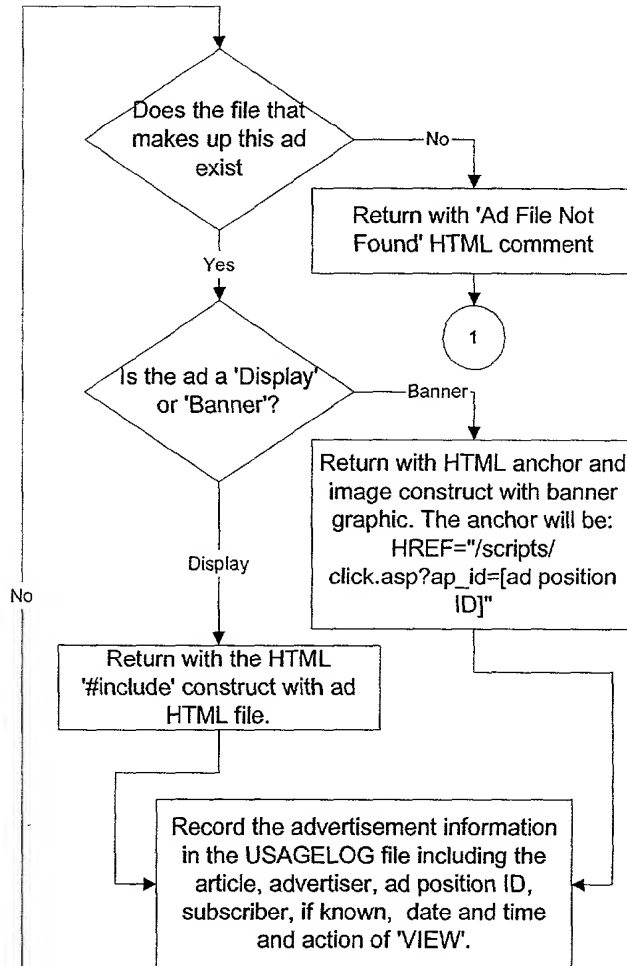 Does the file that
makes up this ad
exist
No
Return with 'Ad File Not
Found' HTML comment
Yes
1
Is the ad a 'Display'
or 'Banner'?
Banner
Return with HTML anchor and
image construct with banner
graphic. The anchor will be:
HREF="/scripts/
click.asp?ap_id=[ad position
ID]"
Display
No
Return with the HTML
'#include' construct with ad
HTML file.
Record the advertisement information
in the USAGELOG file including the
article, advertiser, ad position ID,
subscriber, if known, date and time
and action of 'VIEW'.